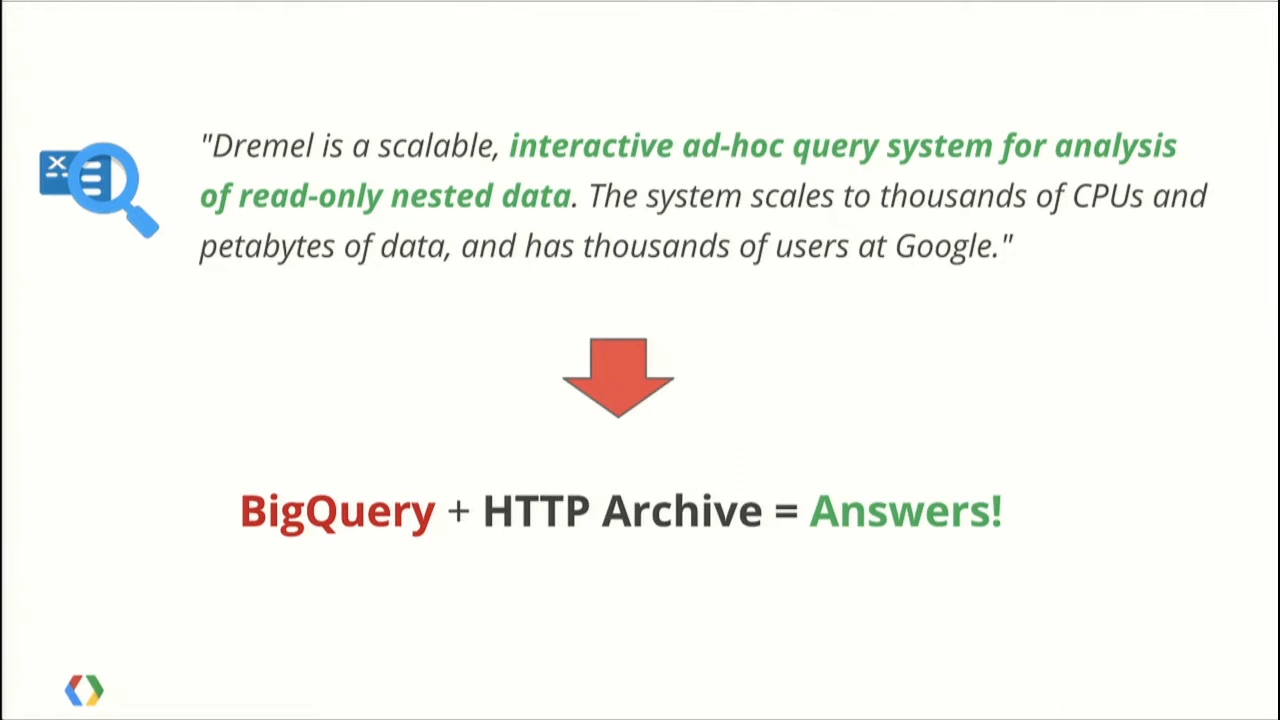 "Dremel is a scalable, interactive ad-hoc query system for analysis
of read-only nested data. The system scales to thousands of CPUs and
petabytes of data, and has thousands of users at Google."
BigQuery + HTTP Archive = Answers!